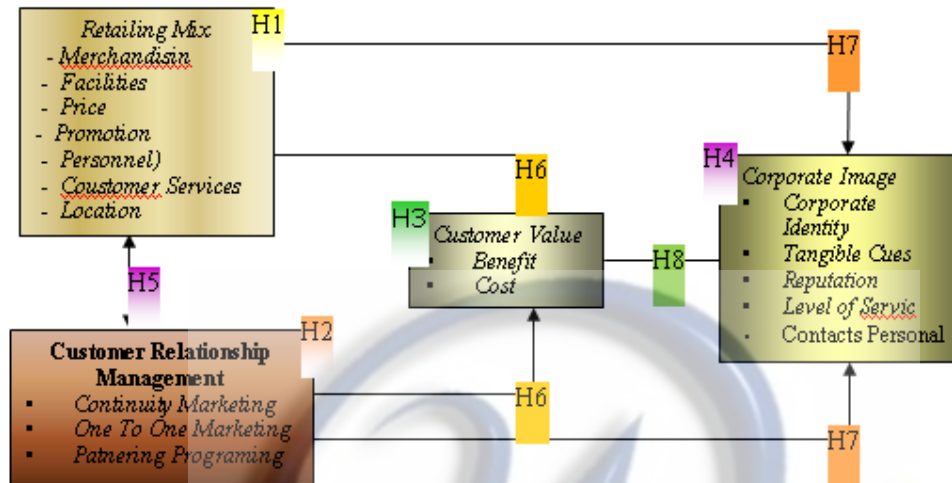 H1
Retailing Mix
- Merchandisin
- Facilities
- Price
- Promotion
- Personnel)
- Coustomer Services
- Location
H7
H6
H4
Corporate Image
▪ Corporate
Identity
▪ Tangible Cues
▪ Reputation
▪ Level of Servic
▪ Contacts Personal
H3
Customer Value
▪ Benefit
▪ Cost
H8
H5
H2
Customer Relationship
Management
▪ Continuity Marketing
▪ One To One Marketing
▪ Patnering Programing
H6
H7